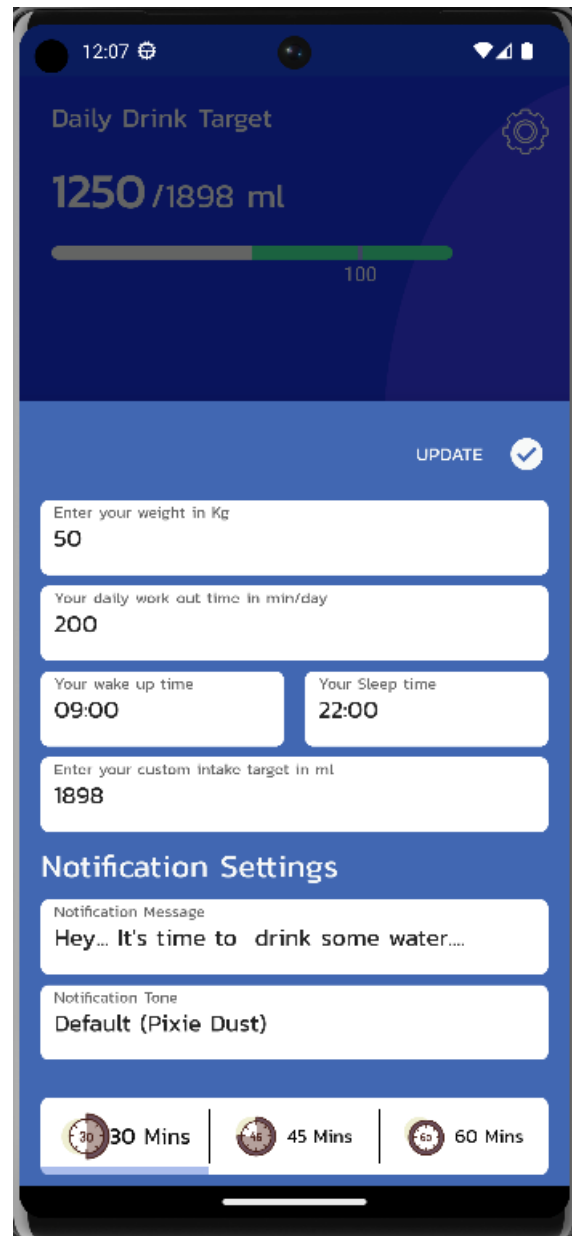 12:07
Daily Drink Target
1250 /1898 ml
100
UPDATE
Enter your weight in Kg
50
Your daily work out time in min/day
200
Your wake up time
09:00
Your Sleep time
22:00
Enter your custom intake target in ml
1898
Notification Settings
Notification Message
Hey... It's time to  drink some water....
Notification Tone
Default (Pixie Dust)
30 30 Mins
45 45 Mins
60 60 Mins